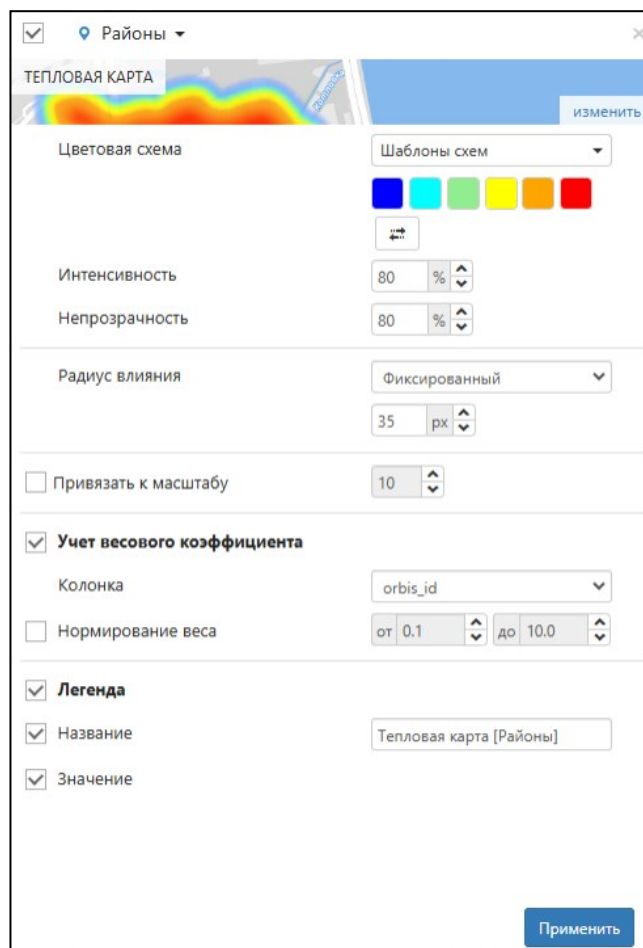 Районы
ТЕПЛОВАЯ КАРТА
Котловка
изменить
Цветовая схема Шаблоны схем
Интенсивность 80 %
Непрозрачность 80 %
Радиус влияния Фиксированный
35 px
Привязать к масштабу 10
Учет весового коэффициента
Колонка orbis_id
Нормирование веса от 0.1 до 10.0
Легенда
Название Тепловая карта [Районы]
Значение
Применить